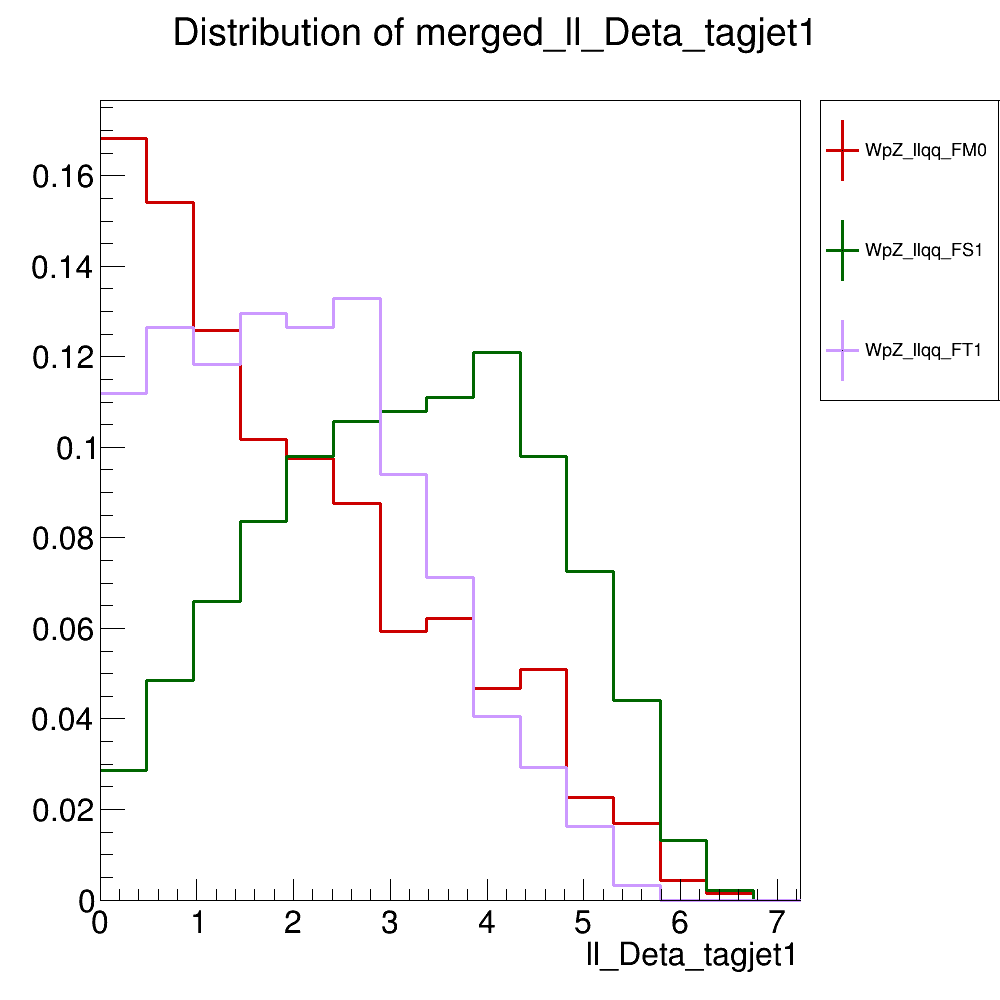 Distribution of merged_ll_Deta_tagjet1
WpZ_llqq_FM0
WpZ_llqq_FS1
WpZ_llqq_FT1
0.16
0.14
0.12
0.1
0.08
0.06
0.04
0.02
0
0 1 2 3 4 5 6 7
ll_Deta_tagjet1